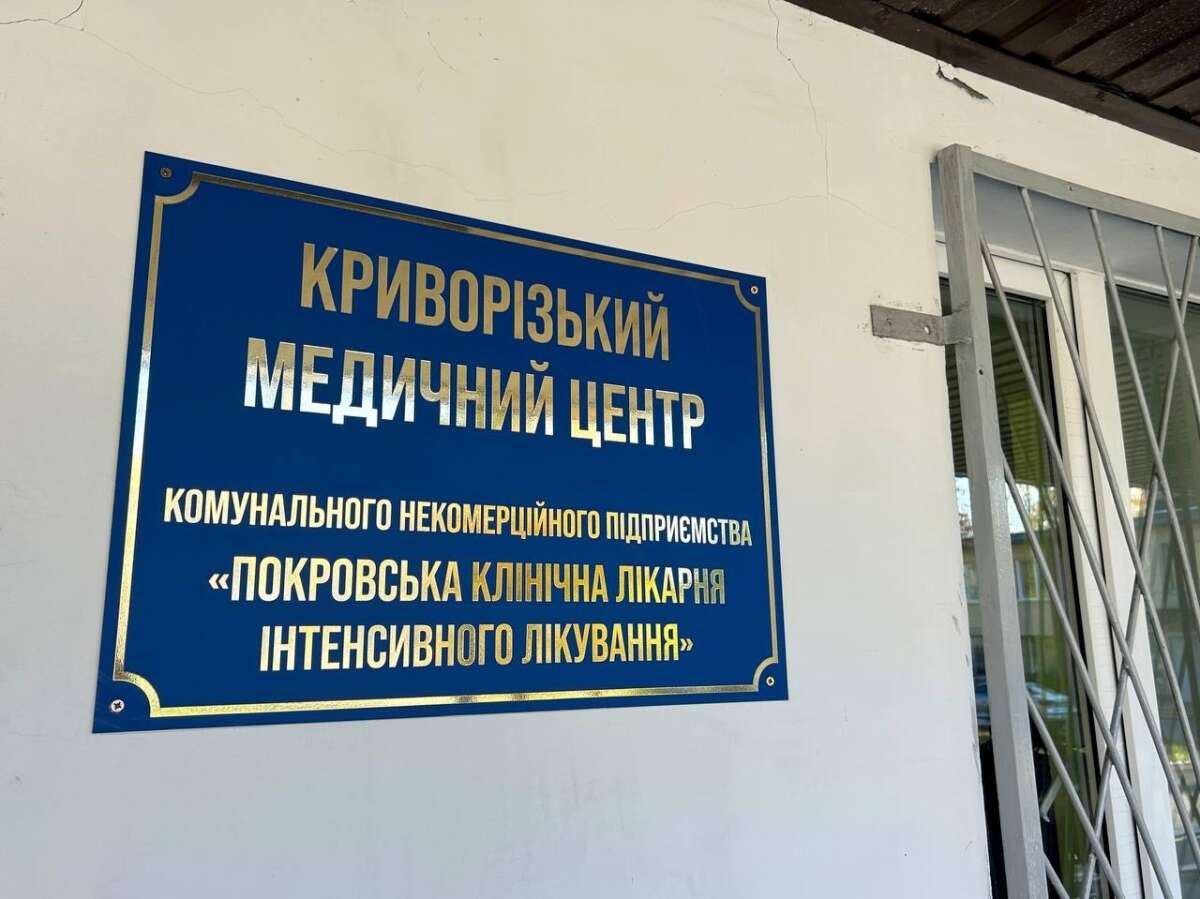 КРИВОРІЗЬКИЙ
МЕДИЧНИЙ ЦЕНТР
КОМУНАЛЬНОГО НЕКОМЕРЦІЙНОГО ПІДПРИЄМСТВА
«ПОКРОВСЬКА КЛІНІЧНА ЛІКАРНЯ
ІНТЕНСИВНОГО ЛІКУВАННЯ»